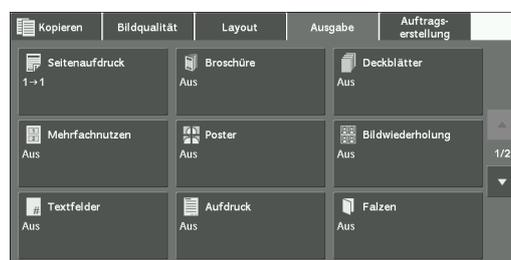 Kopieren
Bildqualität
Layout
Ausgabe
Auftrags-
erstellung
Seitenaufdruck
1→1
Broschüre
Aus
Deckblätter
Aus
Mehrfachnutzen
Aus
Poster
Aus
Bildwiederholung
Aus
1/2
Textfelder
Aus
Aufdruck
Aus
Falzen
Aus